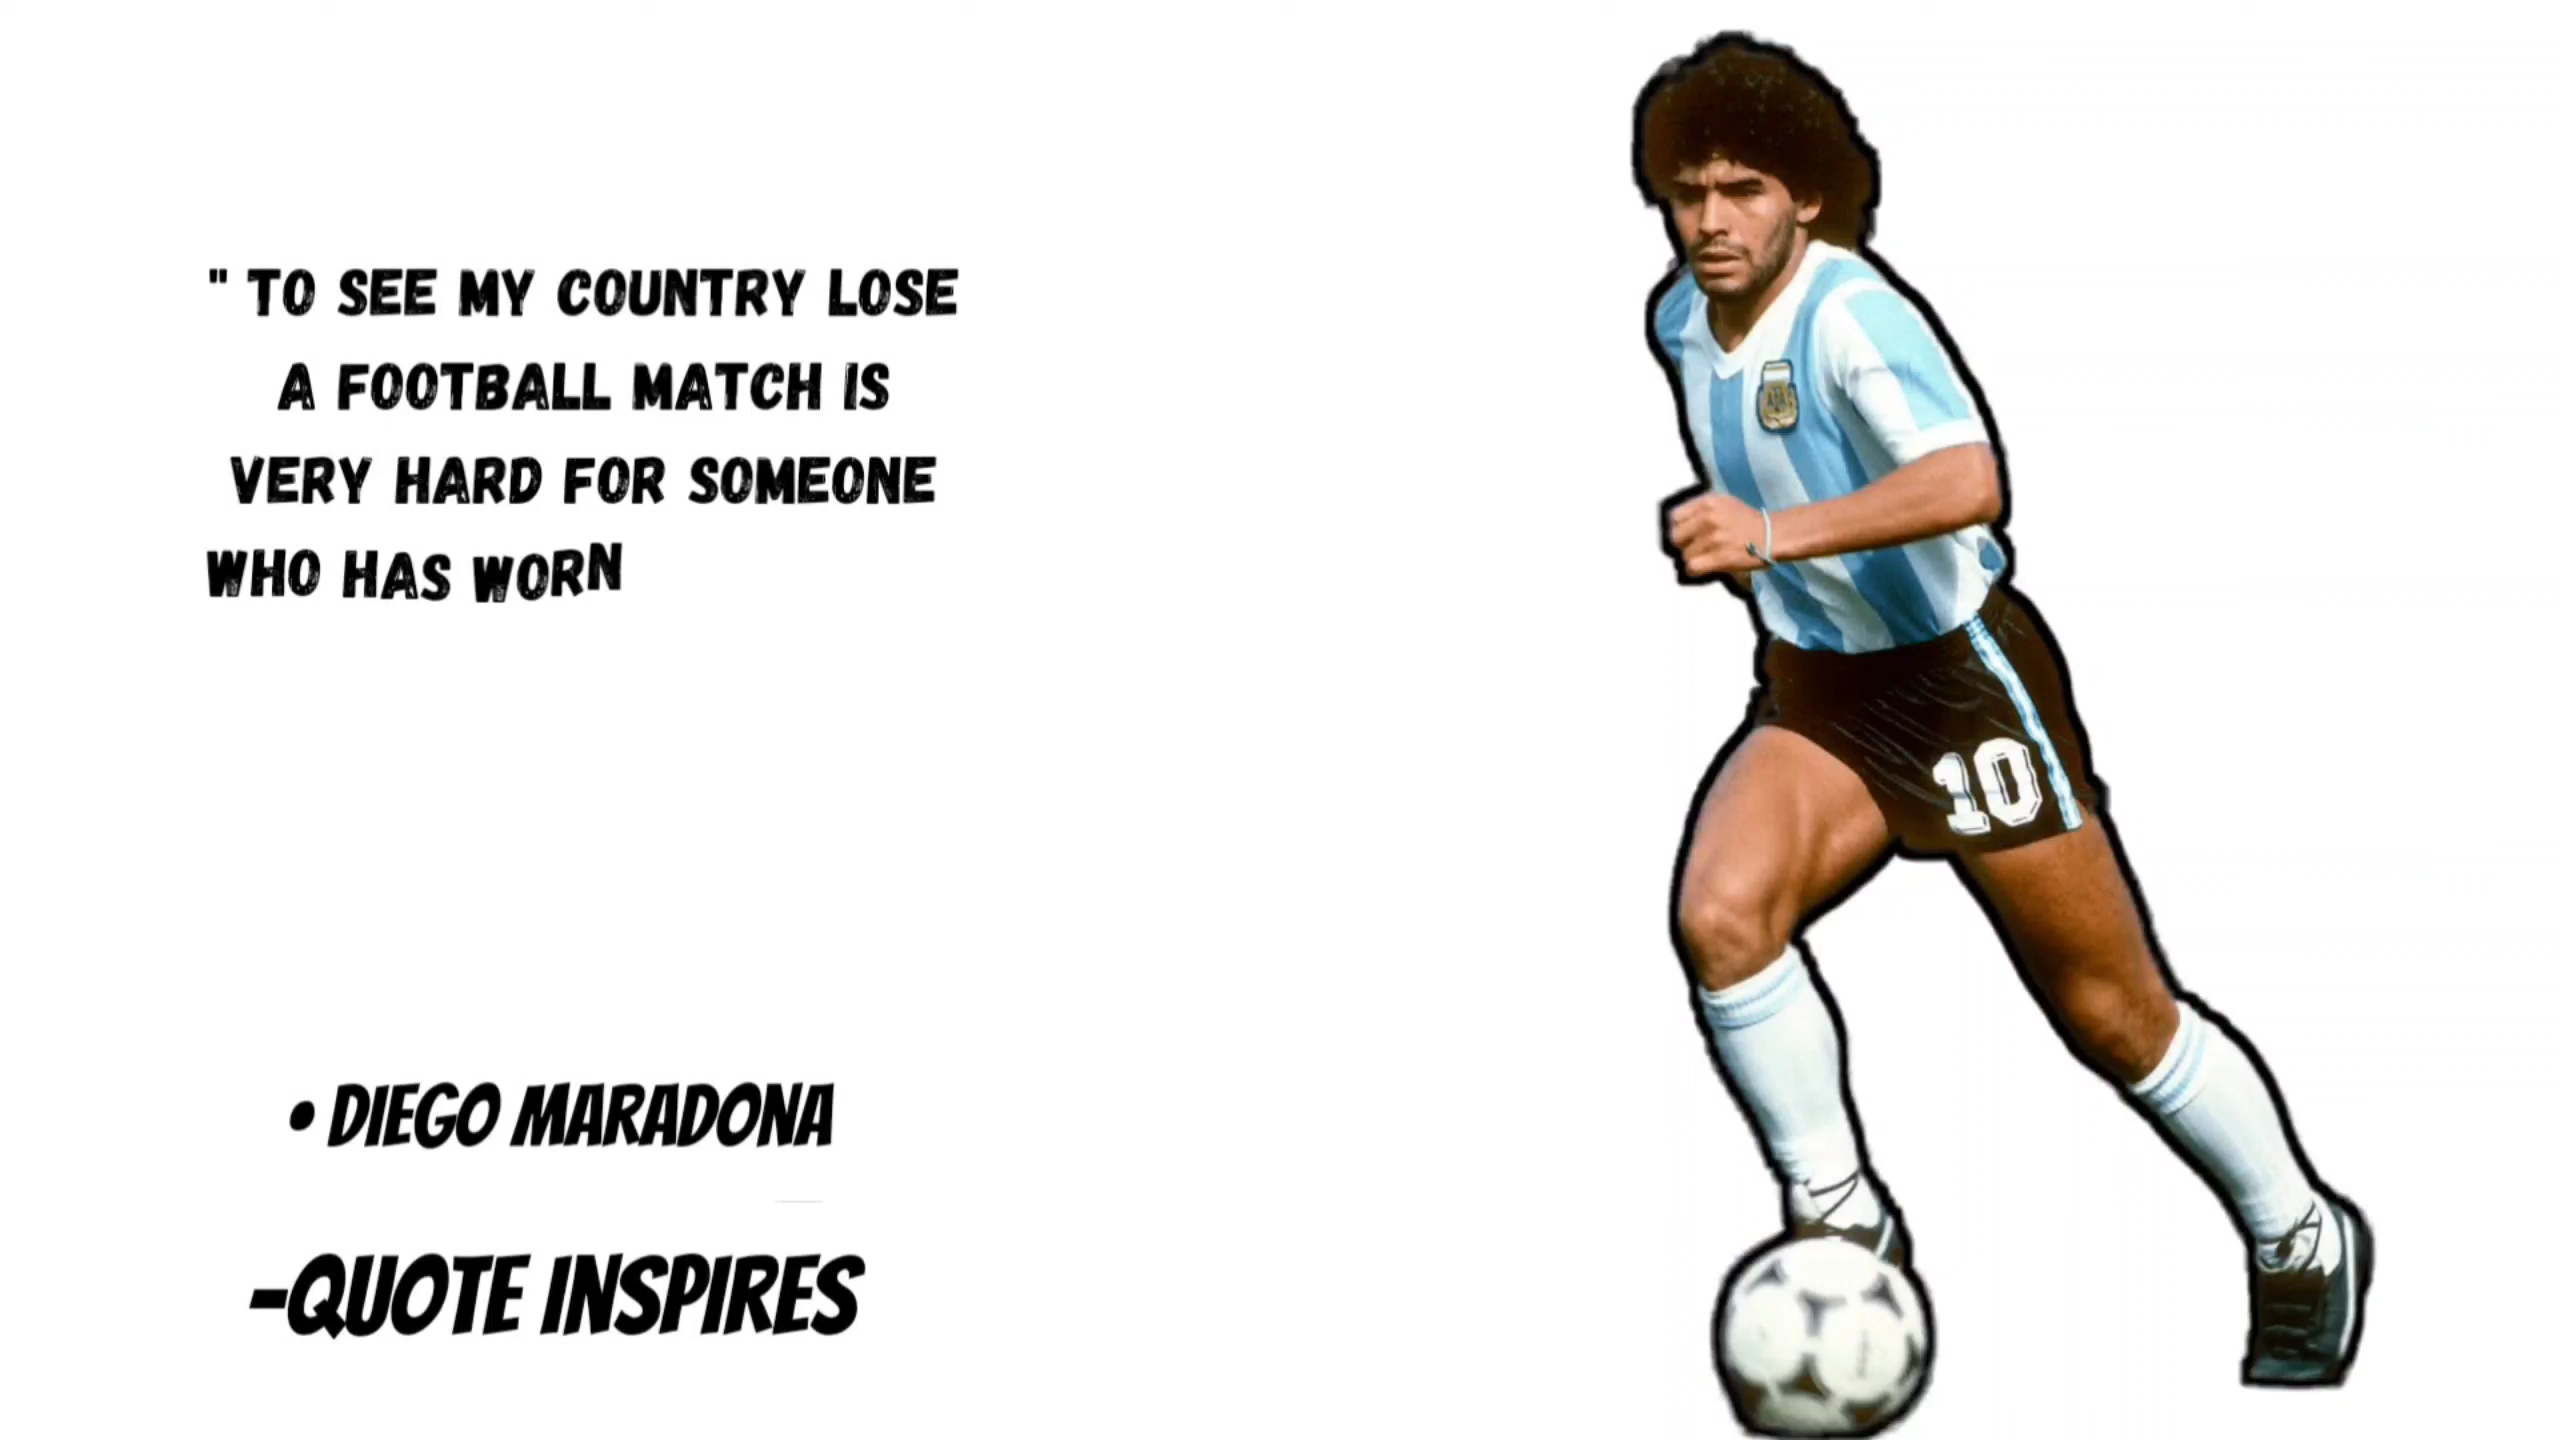 " TO SEE MY COUNTRY LOSE
A FOOTBALL MATCH IS
VERY HARD FOR SOMEONE
WHO HAS WORN
• DIEGO MARADONA
-QUOTE INSPIRES
10